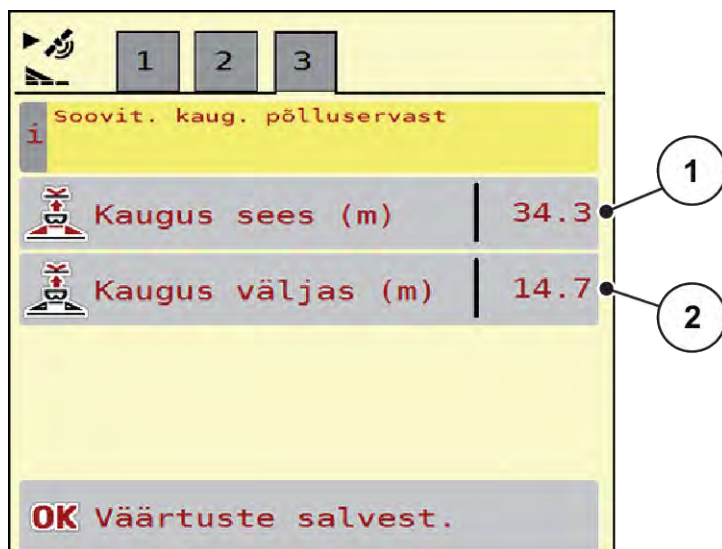 1 2 3
i Soovit. kaug. põlluservast
Kaugus sees (m) 34.3
1
Kaugus väljas (m) 14.7
2
OK Väärtuste salvest.